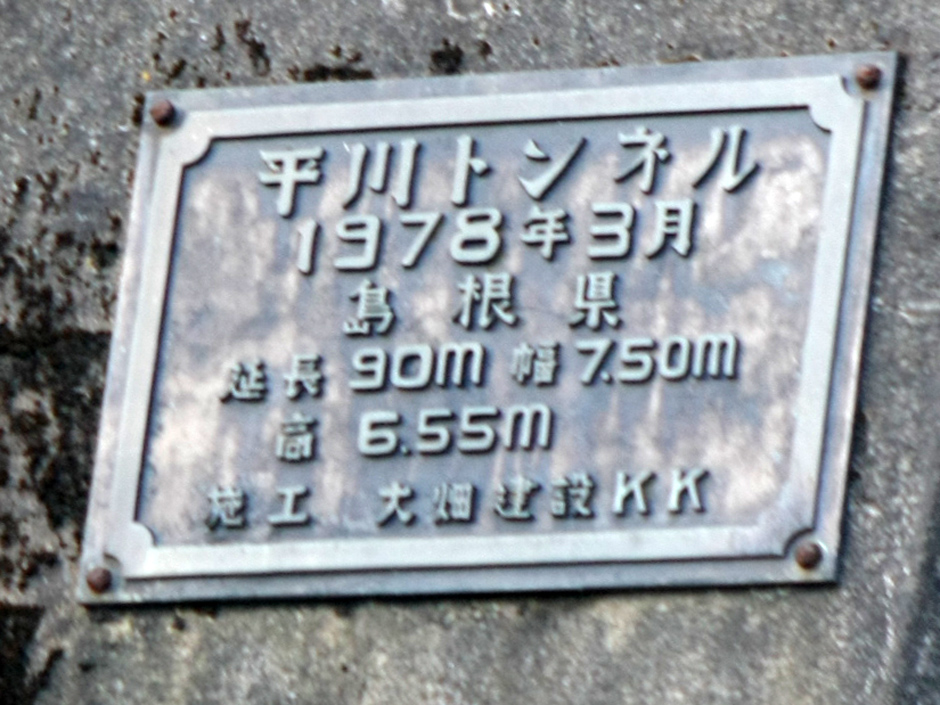 平川トンネル
1978年3月
島根県
延長 90m 幅 7.50m
高 6.55m
施工 大畑建設KK